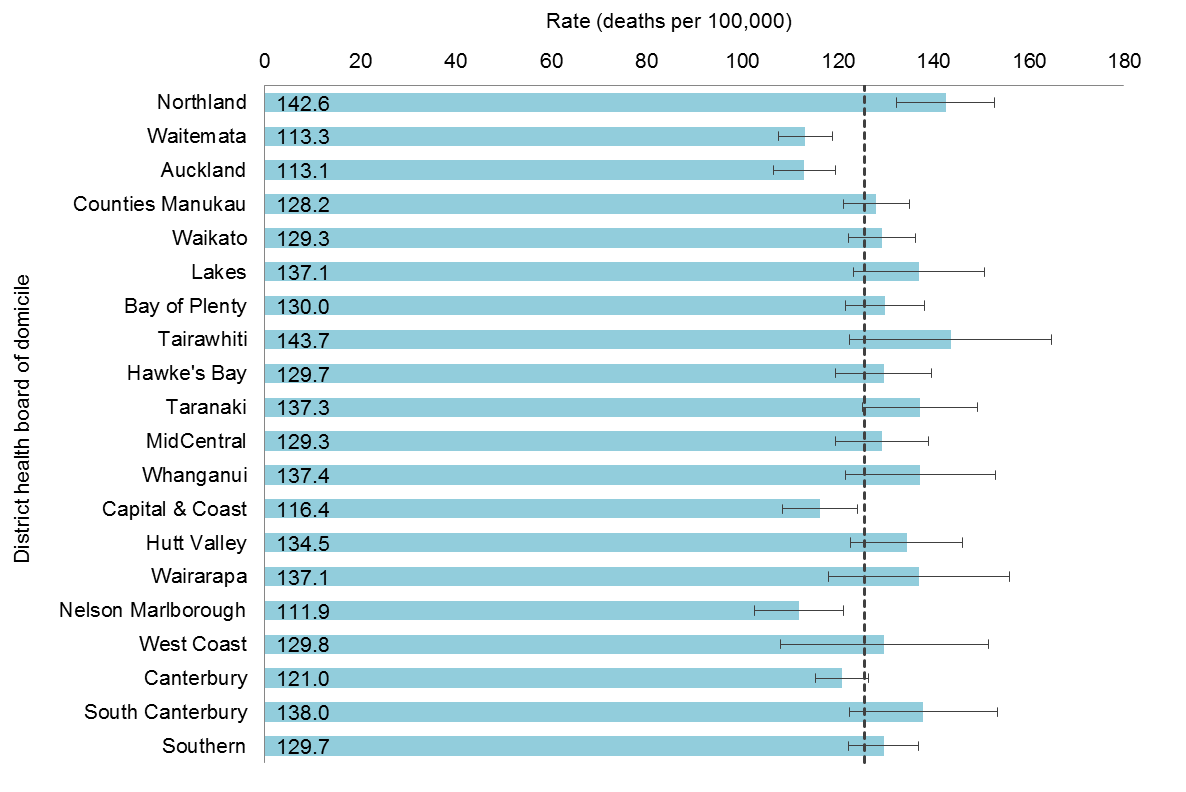 Rate (deaths per 100,000)
0 20 40 60 80 100 120 140 160 180
District health board of domicile
Northland 142.6
Waitemata 113.3
Auckland 113.1
Counties Manukau 128.2
Waikato 129.3
Lakes 137.1
Bay of Plenty 130.0
Tairawhiti 143.7
Hawke's Bay 129.7
Taranaki 137.3
MidCentral 129.3
Whanganui 137.4
Capital & Coast 116.4
Hutt Valley 134.5
Wairarapa 137.1
Nelson Marlborough 111.9
West Coast 129.8
Canterbury 121.0
South Canterbury 138.0
Southern 129.7